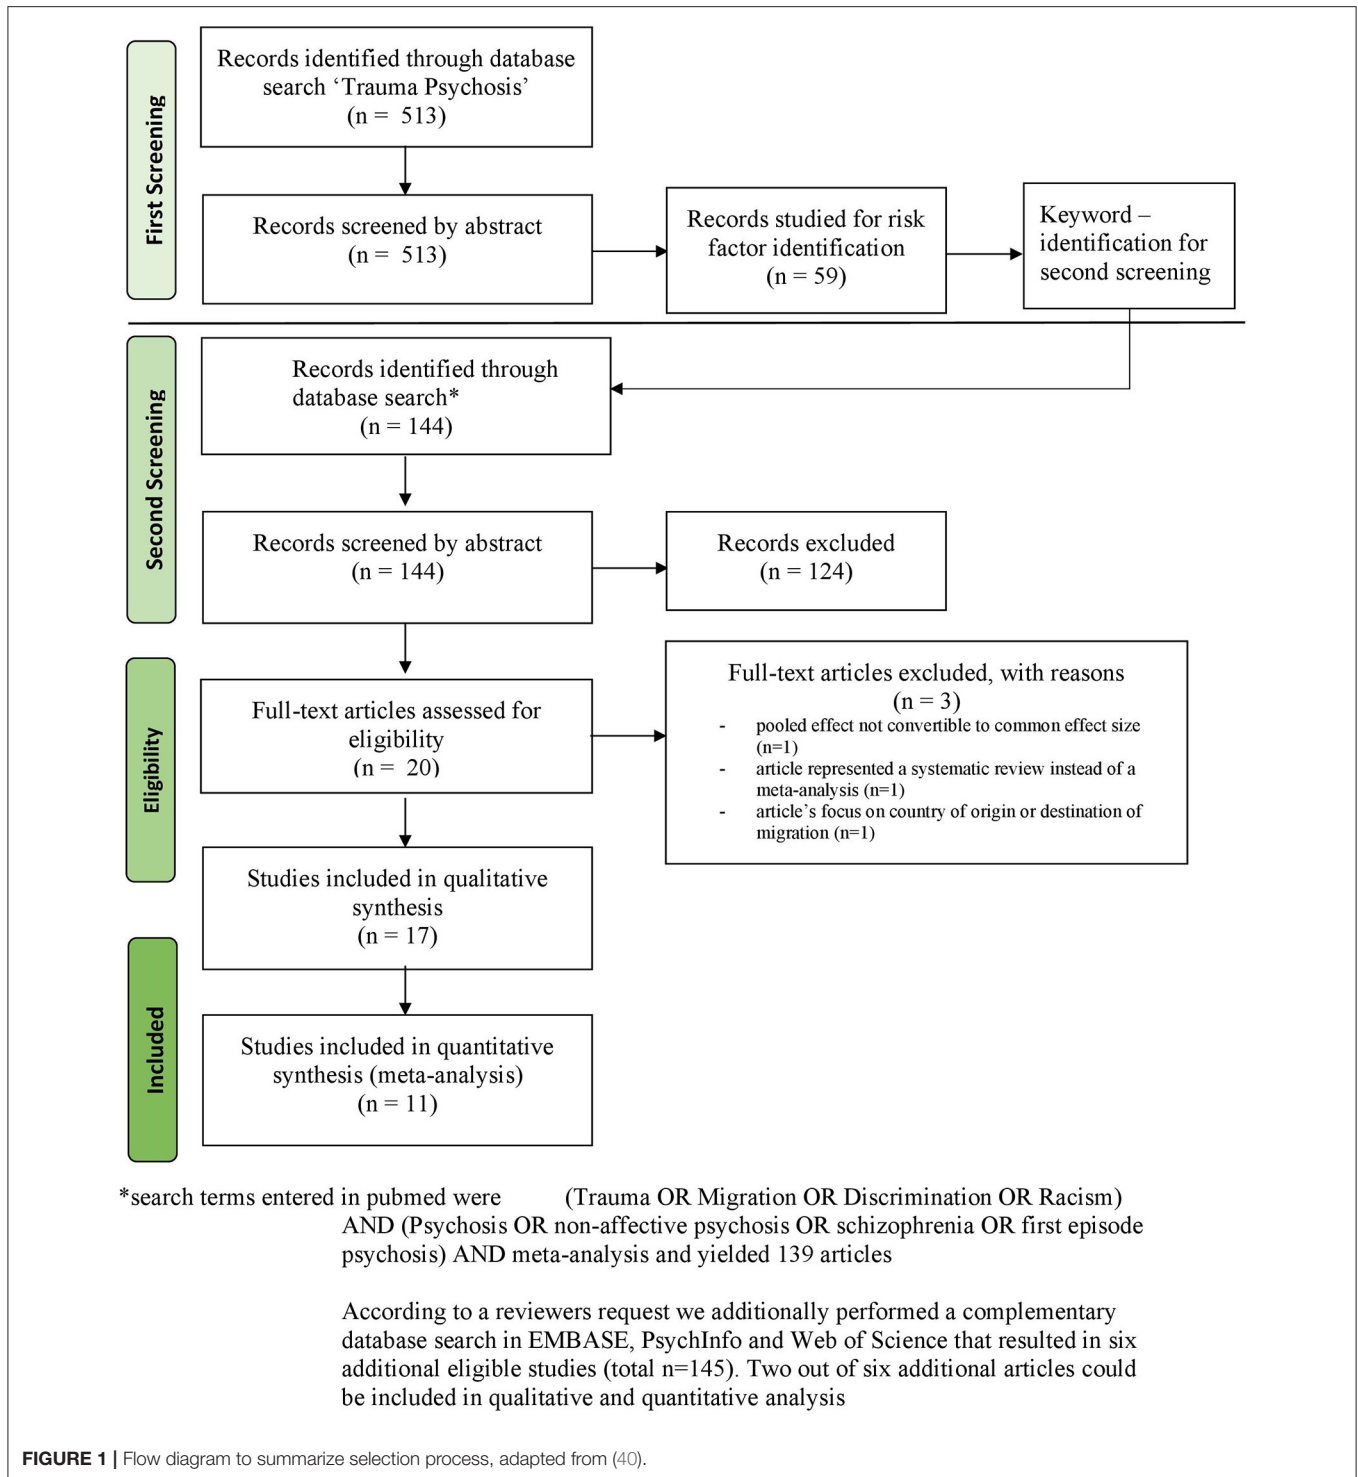 First Screening
Records identified through database
search ‘Trauma Psychosis’
(n = 513)
Records screened by abstract
(n = 513)
Records studied for risk
factor identification
(n = 59)
Keyword –
identification for
second screening
Second Screening
Records identified through
database search*
(n = 144)
Records screened by abstract
(n = 144)
Records excluded
(n = 124)
Eligibility
Full-text articles assessed for
eligibility
(n = 20)
Full-text articles excluded, with reasons
(n = 3)
- pooled effect not convertible to common effect size
(n=1)
- article represented a systematic review instead of a
meta-analysis (n=1)
- article’s focus on country of origin or destination of
migration (n=1)
Studies included in qualitative
synthesis
(n = 17)
Included
Studies included in quantitative
synthesis (meta-analysis)
(n = 11)
*search terms entered in pubmed were (Trauma OR Migration OR Discrimination OR Racism)
AND (Psychosis OR non-affective psychosis OR schizophrenia OR first episode
psychosis) AND meta-analysis and yielded 139 articles
According to a reviewers request we additionally performed a complementary
database search in EMBASE, PsychInfo and Web of Science that resulted in six
additional eligible studies (total n=145). Two out of six additional articles could
be included in qualitative and quantitative analysis
FIGURE 1 | Flow diagram to summarize selection process, adapted from (40).